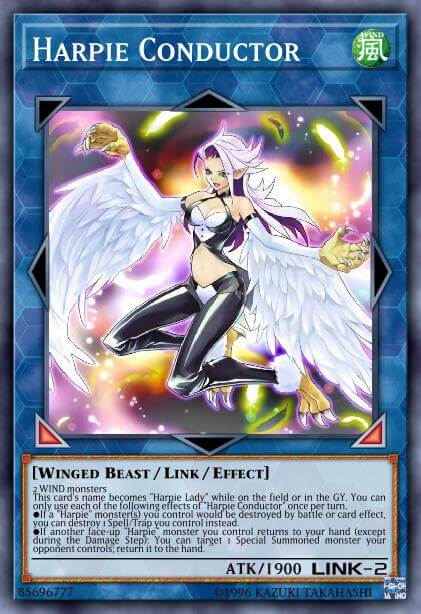 Harpie Conductor
WIND
風
[Winged Beast / Link / Effect]
2 WIND monsters
This card's name becomes "Harpie Lady" while on the field or in the GY. You can
only use each of the following effects of "Harpie Conductor" once per turn.
●If a "Harpie" monster(s) you control would be destroyed by battle or card effect,
you can destroy 1 Spell/Trap you control instead.
●If another face-up "Harpie" monster you control returns to your hand (except
during the Damage Step): You can target 1 Special Summoned monster your
opponent controls; return it to the hand.
ATK/1900 LINK-2
85696777
©1996 KAZUKI TAKAHASHI